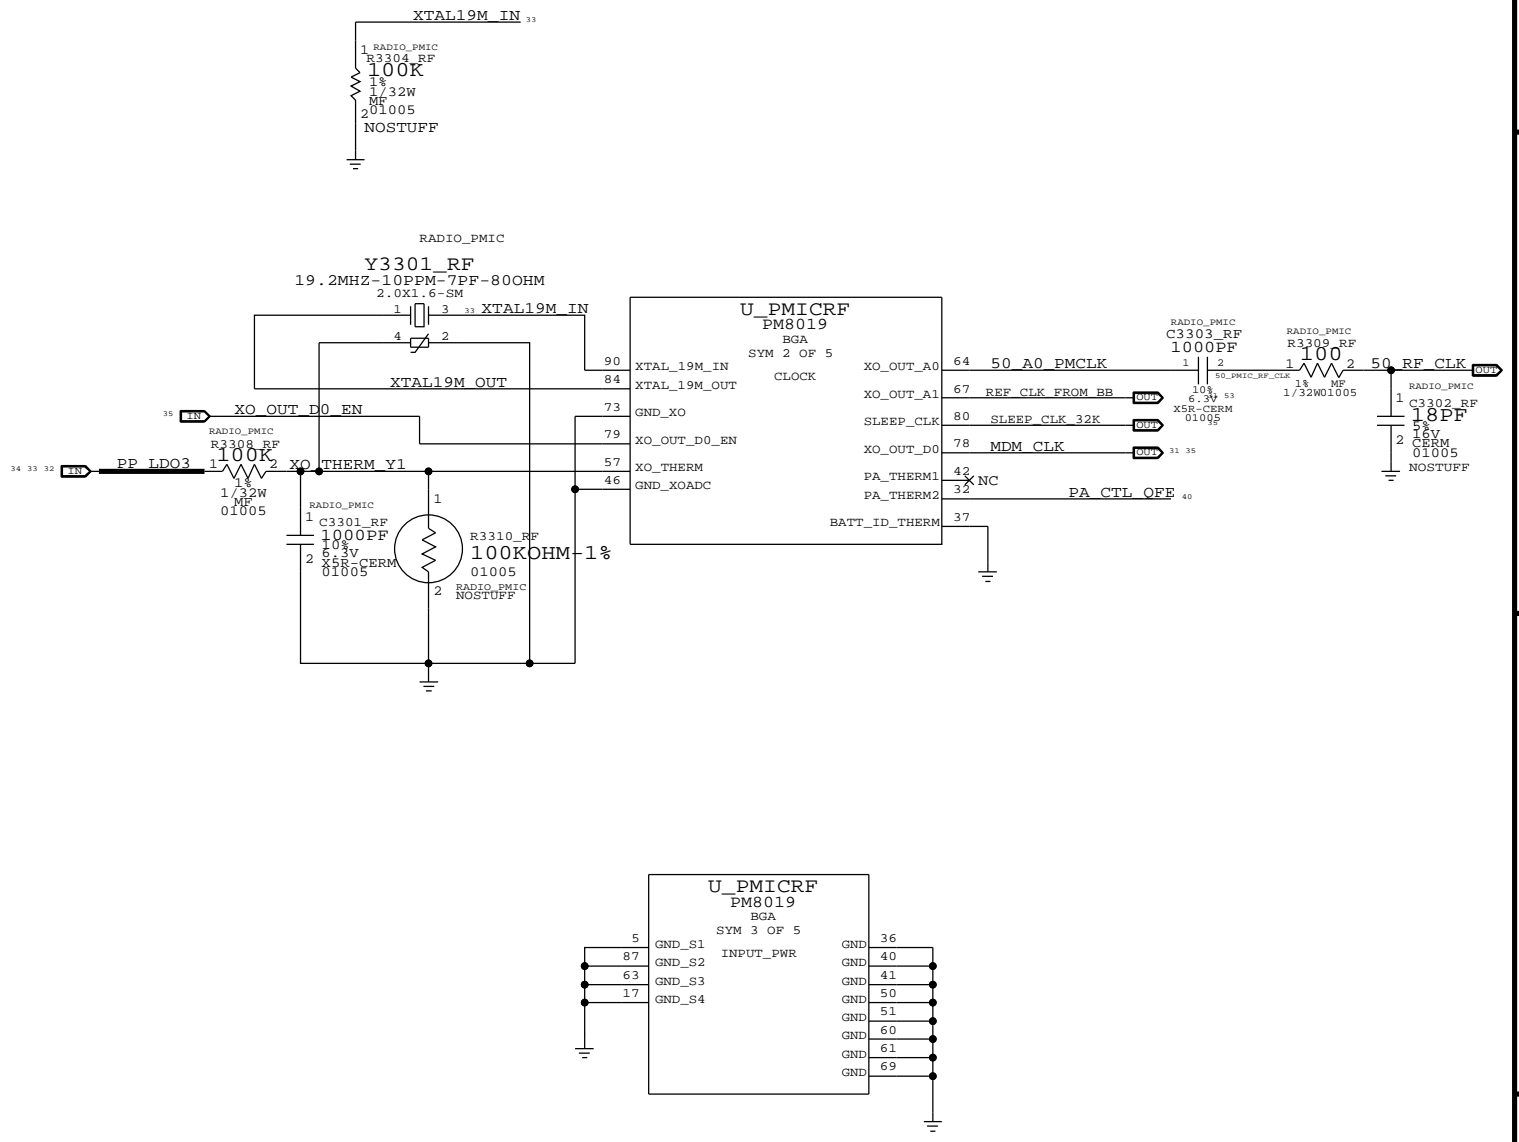 XTAL19M_IN 33
1 RADIO_PMIC
R3304_RF
100K
1%
1/32W
MF
2 01005
NOSTUFF
RADIO_PMIC
Y3301_RF
19.2MHZ-10PPM-7PF-80OHM
2.0X1.6-SM
1 3 33 XTAL19M_IN
4 2
XTAL19M_OUT
35 IN XO_OUT_D0_EN
RADIO_PMIC
R3308_RF
100K
34 33 32 IN PP_LDO3 1 2 XO_THERM_Y1
1%
1/32W
MF
01005
RADIO_PMIC
1 C3301_RF
1000PF
10%
6.3V
2 X5R-CERM
01005
1
R3310_RF
100KOHM-1%
01005
2 RADIO_PMIC
NOSTUFF
U_PMICRF
PM8019
BGA
SYM 2 OF 5
CLOCK
90 XTAL_19M_IN
84 XTAL_19M_OUT
73 GND_XO
79 XO_OUT_D0_EN
57 XO_THERM
46 GND_XOADC
XO_OUT_A0 64 50_A0_PMCLK
XO_OUT_A1 67 REF_CLK_FROM_BB OUT 53
SLEEP_CLK 80 SLEEP_CLK_32K OUT 35
XO_OUT_D0 78 MDM_CLK OUT 31 35
PA_THERM1 42 NC
PA_THERM2 32 PA_CTL_QFE 40
BATT_ID_THERM 37
RADIO_PMIC
C3303_RF
1000PF
1 2
50_PMIC_RF_CLK
10%
6.3V
X5R-CERM
01005
RADIO_PMIC
R3309_RF
100
1 2 50_RF_CLK OUT
1% MF
1/32W 01005
RADIO_PMIC
1 C3302_RF
18PF
5%
16V
2 CERM
01005
NOSTUFF
U_PMICRF
PM8019
BGA
SYM 3 OF 5
INPUT_PWR
5 GND_S1
87 GND_S2
63 GND_S3
17 GND_S4
GND 36
GND 40
GND 41
GND 50
GND 51
GND 60
GND 61
GND 69